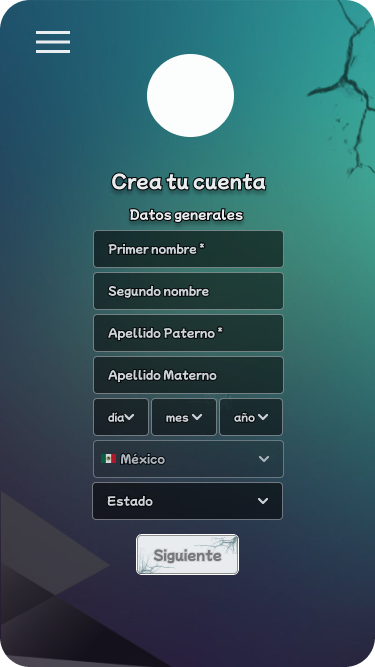 Crea tu cuenta
Datos generales
Primer nombre *
Segundo nombre
Apellido Paterno *
Apellido Materno
día mes año
México
Estado
Siguiente